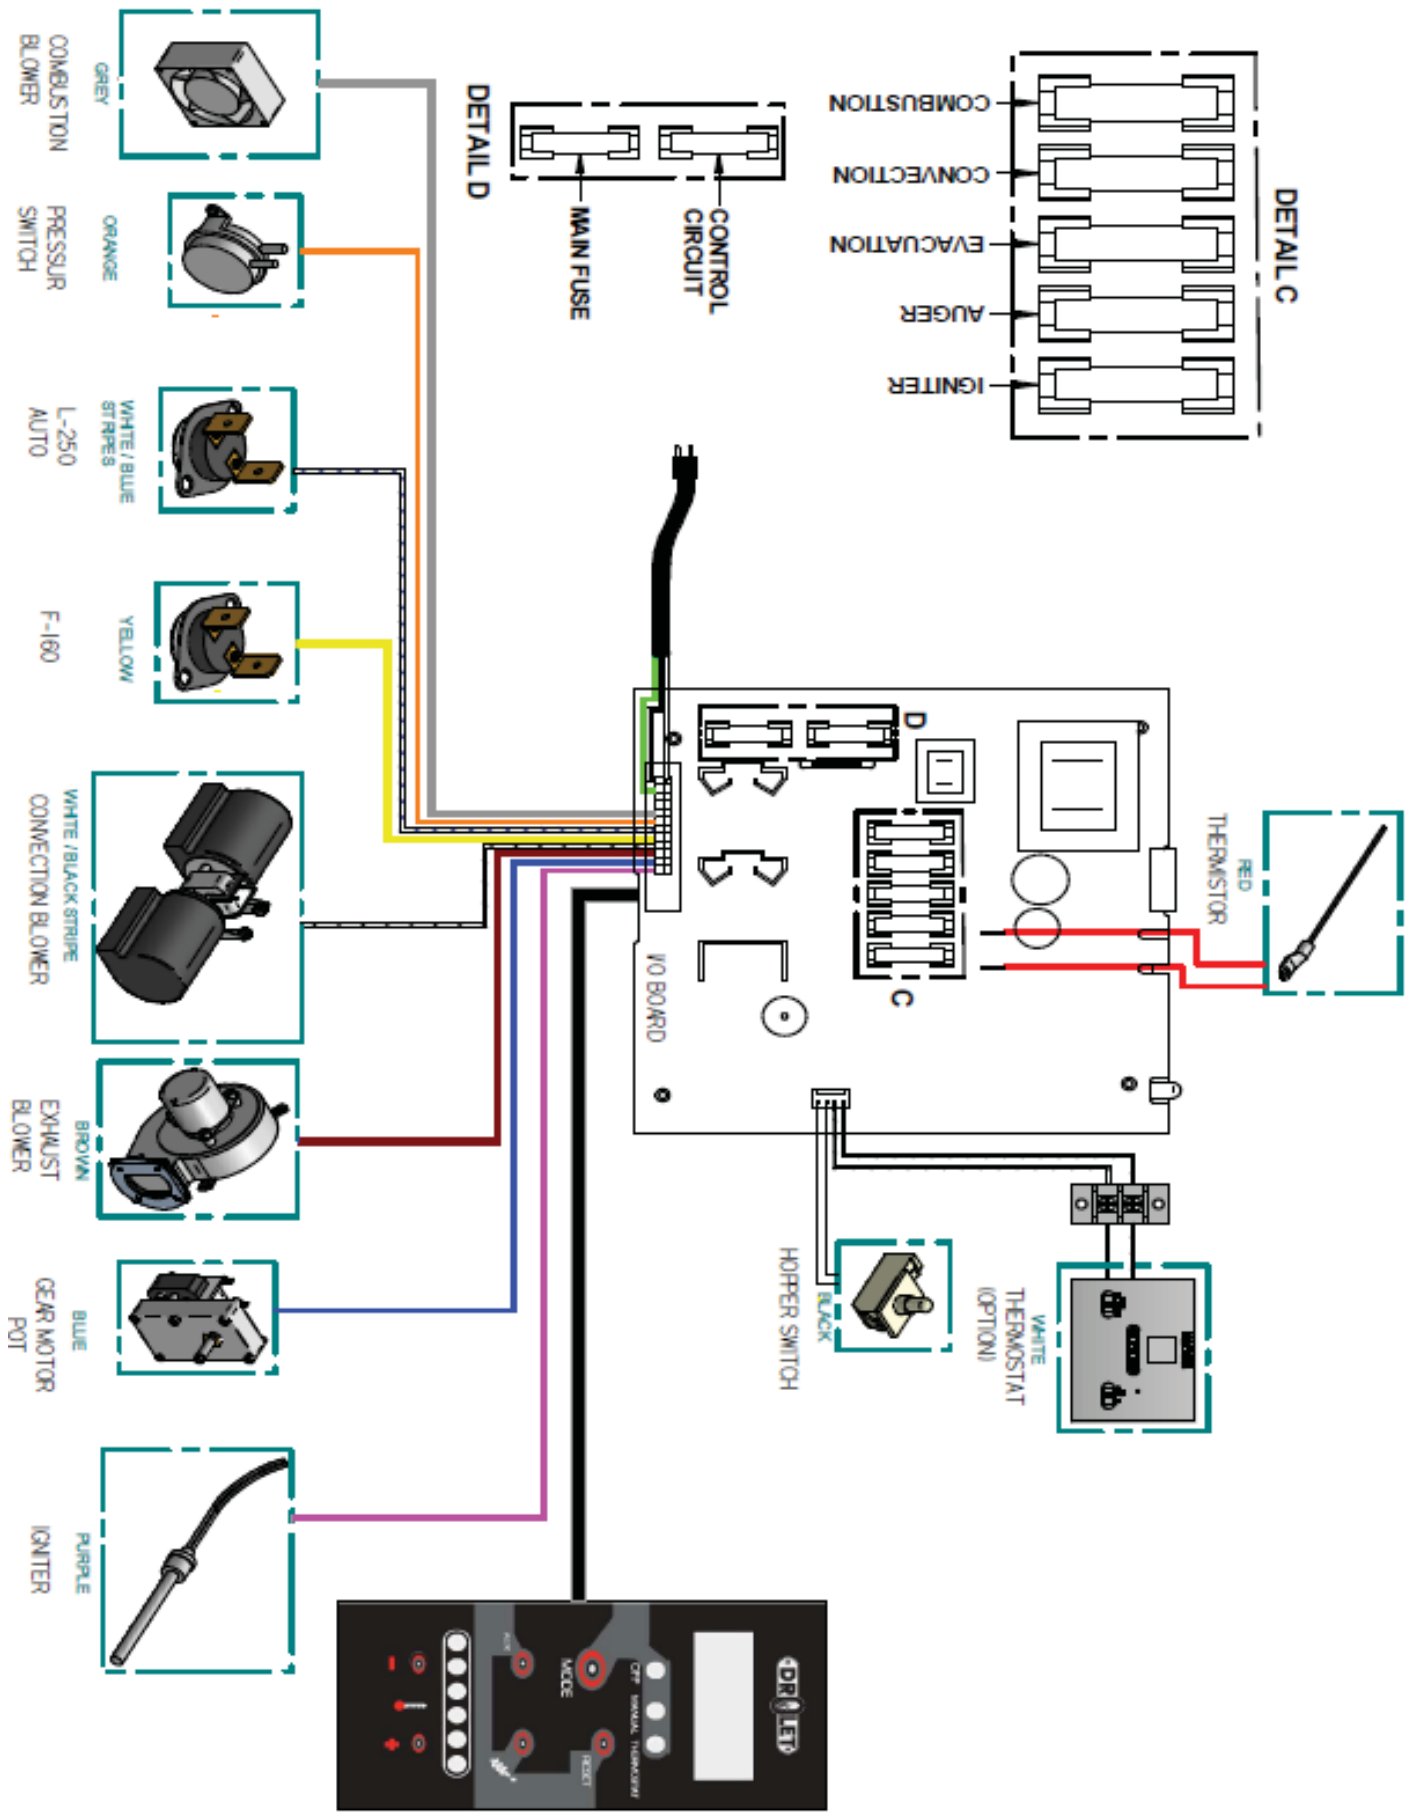 DETAIL C
COMBUSTION
CONVECTION
EVACUATION
AUGER
IGNITER
DETAIL D
CONTROL
CIRCUIT
MAIN FUSE
RED
THERMISTOR
D
C
I/O BOARD
WHITE
THERMOSTAT
(OPTION)
BLACK
HOPPER SWITCH
GREY
COMBUSTION
BLOWER
ORANGE
PRESSUR
SWITCH
WHITE / BLUE
STRIPES
L-250
AUTO
YELLOW
F-160
WHITE / BLACK STRIPE
CONVECTION BLOWER
BROWN
EXHAUST
BLOWER
BLUE
GEAR MOTOR
POT
PURPLE
IGNITER
DROLET
OFF MANUAL THERMOSTAT
MODE
RESET
- +